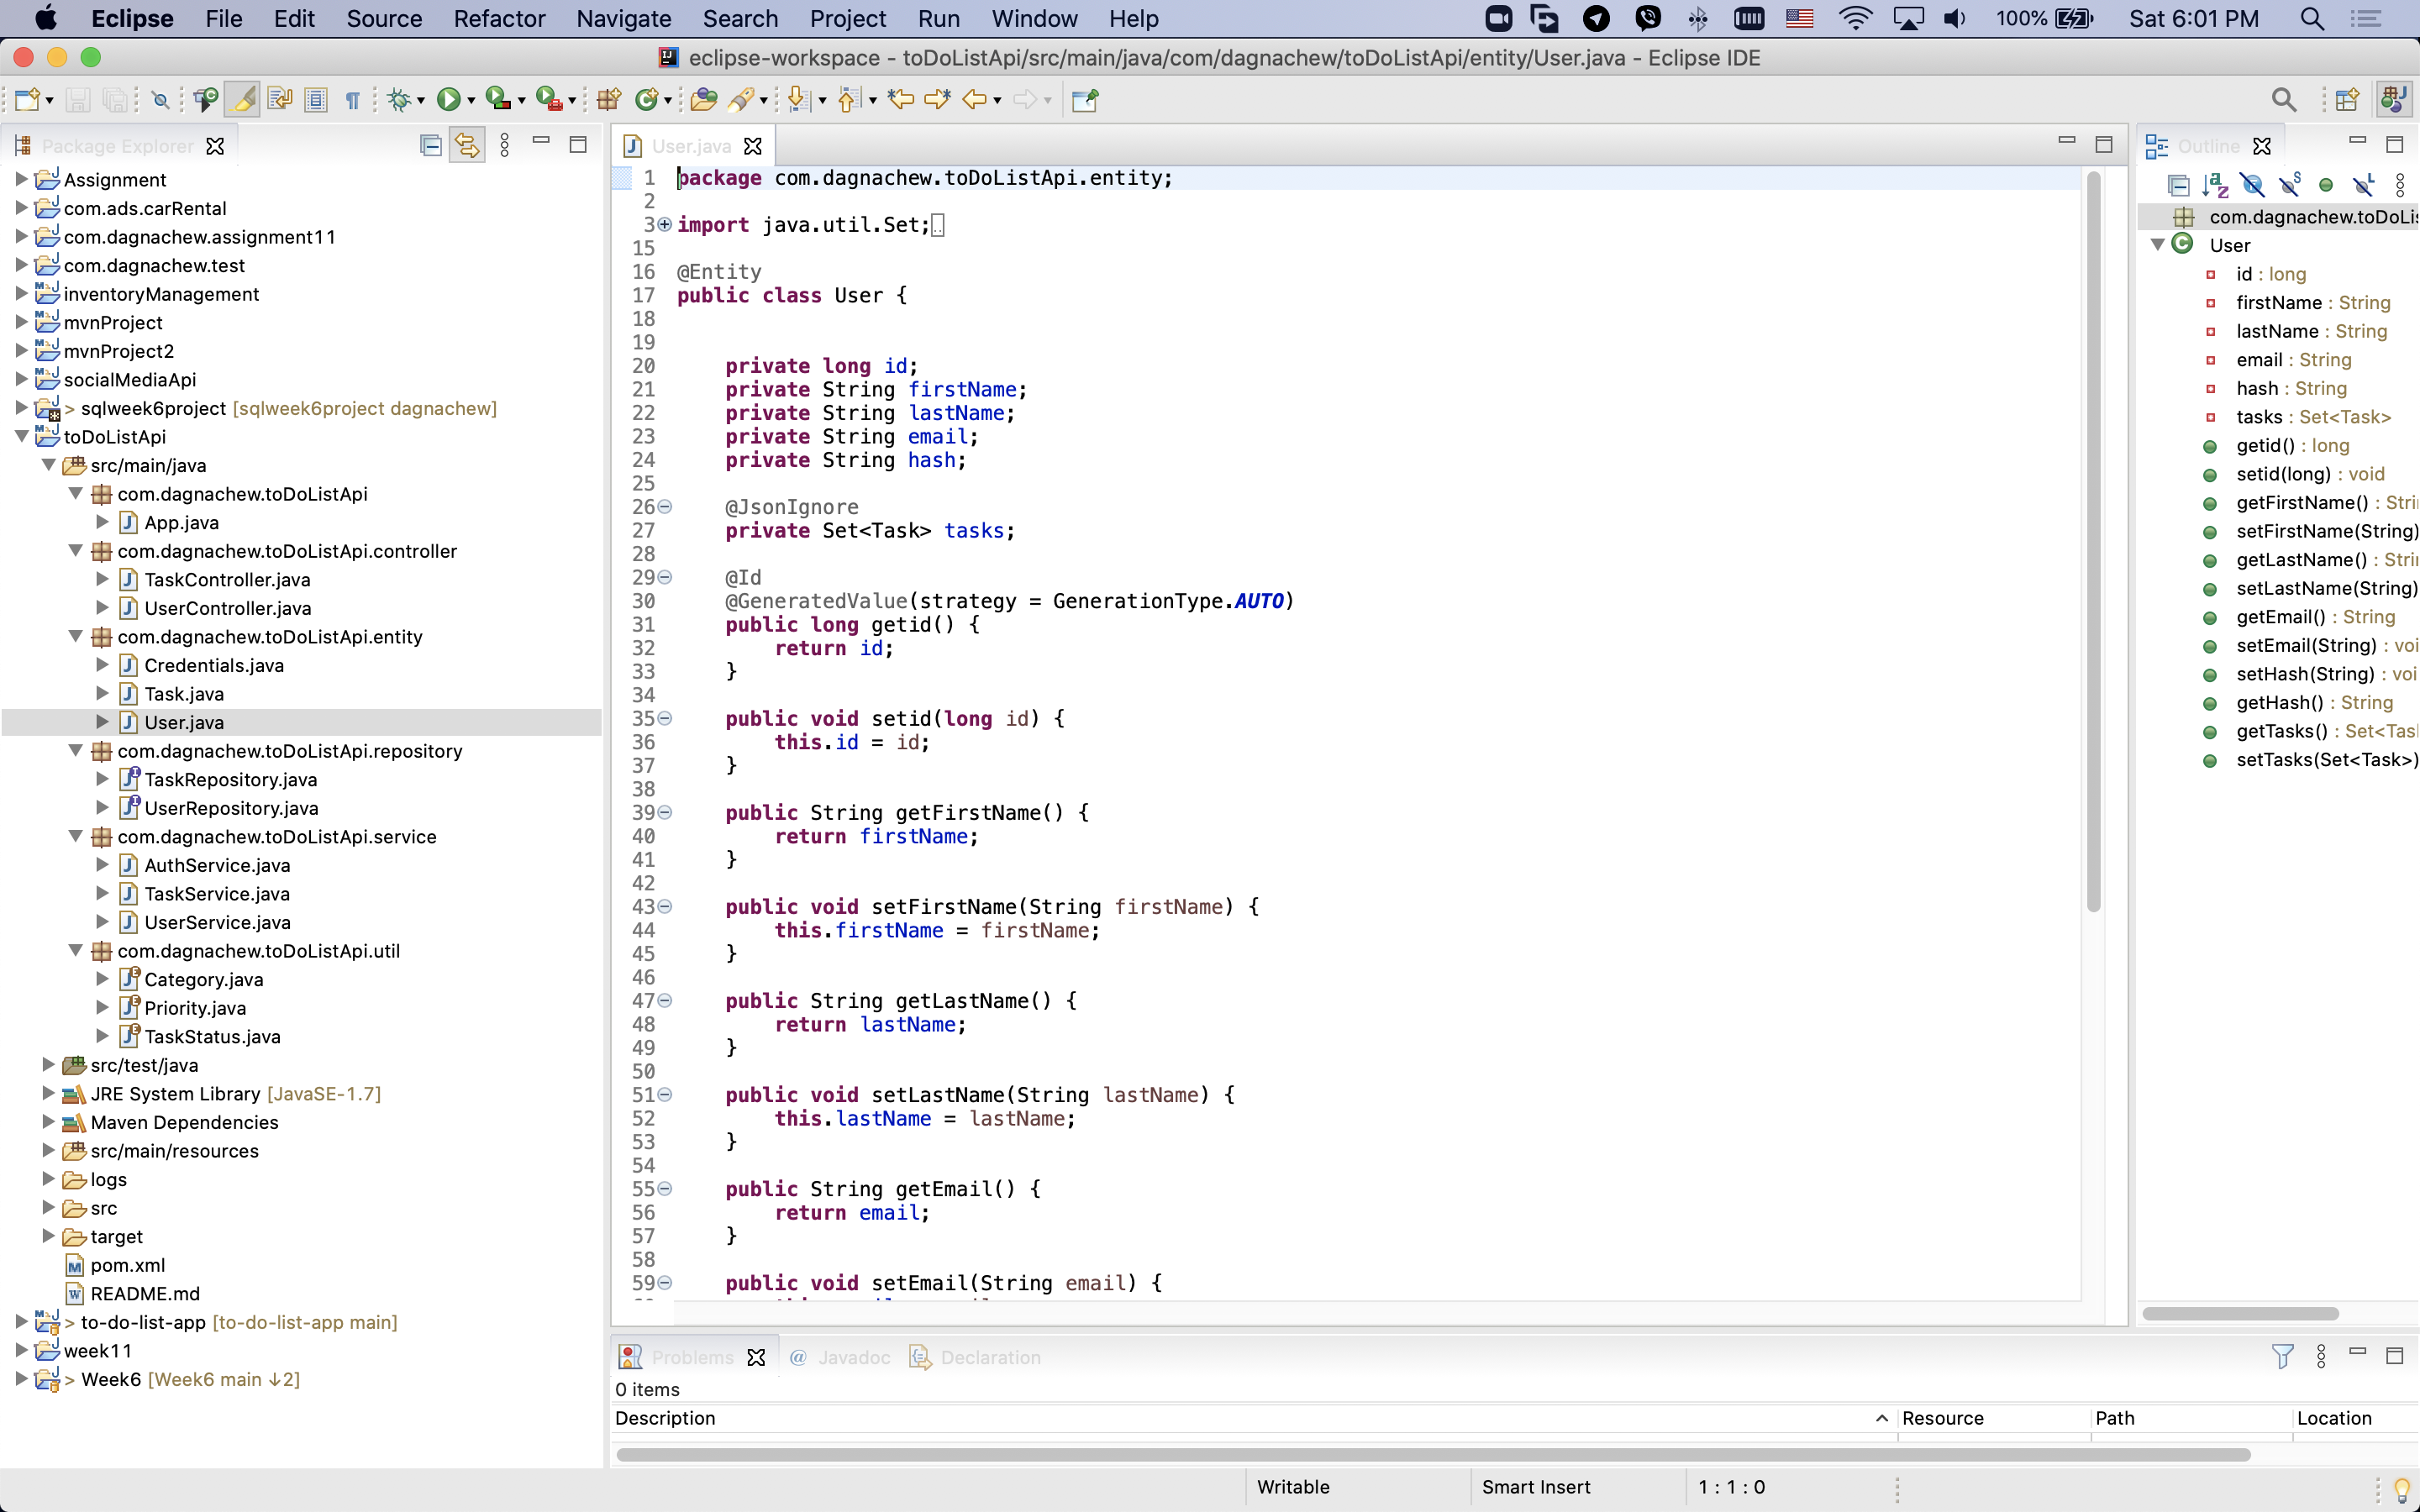 Eclipse File Edit Source Refactor Navigate Search Project Run Window Help 100% Sat 6:01 PM
eclipse-workspace - toDoListApi/src/main/java/com/dagnachew/toDoListApi/entity/User.java - Eclipse IDE
Package Explorer
Assignment
com.ads.carRental
com.dagnachew.assignment11
com.dagnachew.test
inventoryManagement
mvnProject
mvnProject2
socialMediaApi
> sqlweek6project [sqlweek6project dagnachew]
toDoListApi
src/main/java
com.dagnachew.toDoListApi
App.java
com.dagnachew.toDoListApi.controller
TaskController.java
UserController.java
com.dagnachew.toDoListApi.entity
Credentials.java
Task.java
User.java
com.dagnachew.toDoListApi.repository
TaskRepository.java
UserRepository.java
com.dagnachew.toDoListApi.service
AuthService.java
TaskService.java
UserService.java
com.dagnachew.toDoListApi.util
Category.java
Priority.java
TaskStatus.java
src/test/java
JRE System Library [JavaSE-1.7]
Maven Dependencies
src/main/resources
logs
src
target
pom.xml
README.md
> to-do-list-app [to-do-list-app main]
week11
> Week6 [Week6 main ↓2]
User.java
1 package com.dagnachew.toDoListApi.entity;
2
3 import java.util.Set;
15
16 @Entity
17 public class User {
18
19
20 private long id;
21 private String firstName;
22 private String lastName;
23 private String email;
24 private String hash;
25
26 @JsonIgnore
27 private Set<Task> tasks;
28
29 @Id
30 @GeneratedValue(strategy = GenerationType.AUTO)
31 public long getid() {
32 return id;
33 }
34
35 public void setid(long id) {
36 this.id = id;
37 }
38
39 public String getFirstName() {
40 return firstName;
41 }
42
43 public void setFirstName(String firstName) {
44 this.firstName = firstName;
45 }
46
47 public String getLastName() {
48 return lastName;
49 }
50
51 public void setLastName(String lastName) {
52 this.lastName = lastName;
53 }
54
55 public String getEmail() {
56 return email;
57 }
58
59 public void setEmail(String email) {
Outline
com.dagnachew.toDoLi
User
id : long
firstName : String
lastName : String
email : String
hash : String
tasks : Set<Task>
getid() : long
setid(long) : void
getFirstName() : Stri
setFirstName(String)
getLastName() : Stri
setLastName(String)
getEmail() : String
setEmail(String) : voi
setHash(String) : voi
getHash() : String
getTasks() : Set<Tas
setTasks(Set<Task>)
Problems @ Javadoc Declaration
0 items
Description Resource Path Location
Writable Smart Insert 1 : 1 : 0